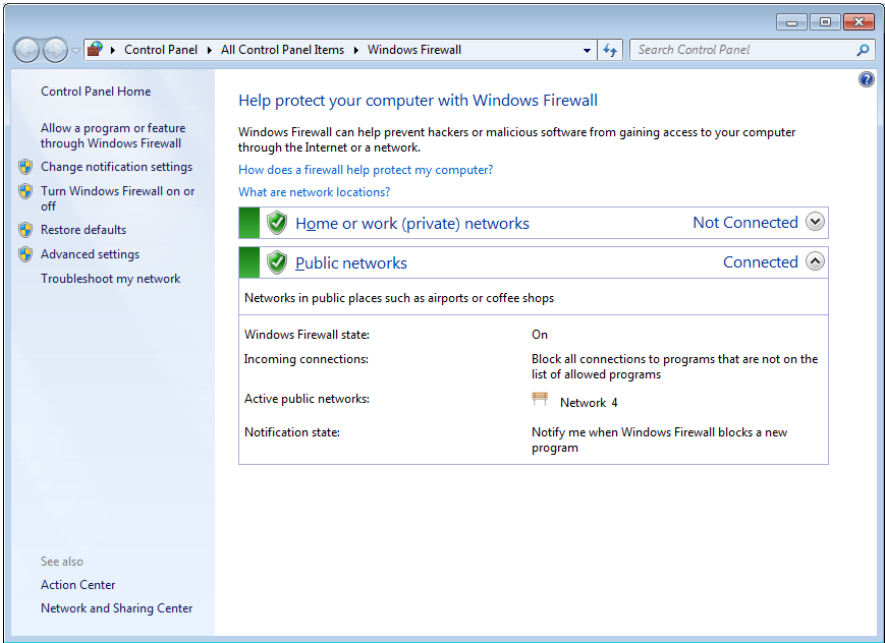 Control Panel ▸ All Control Panel Items ▸ Windows Firewall
Search Control Panel
Control Panel Home
Allow a program or feature
through Windows Firewall
Change notification settings
Turn Windows Firewall on or
off
Restore defaults
Advanced settings
Troubleshoot my network
See also
Action Center
Network and Sharing Center
Help protect your computer with Windows Firewall
Windows Firewall can help prevent hackers or malicious software from gaining access to your computer
through the Internet or a network.
How does a firewall help protect my computer?
What are network locations?
Home or work (private) networks Not Connected
Public networks Connected
Networks in public places such as airports or coffee shops
Windows Firewall state: On
Incoming connections: Block all connections to programs that are not on the
list of allowed programs
Active public networks: Network 4
Notification state: Notify me when Windows Firewall blocks a new
program